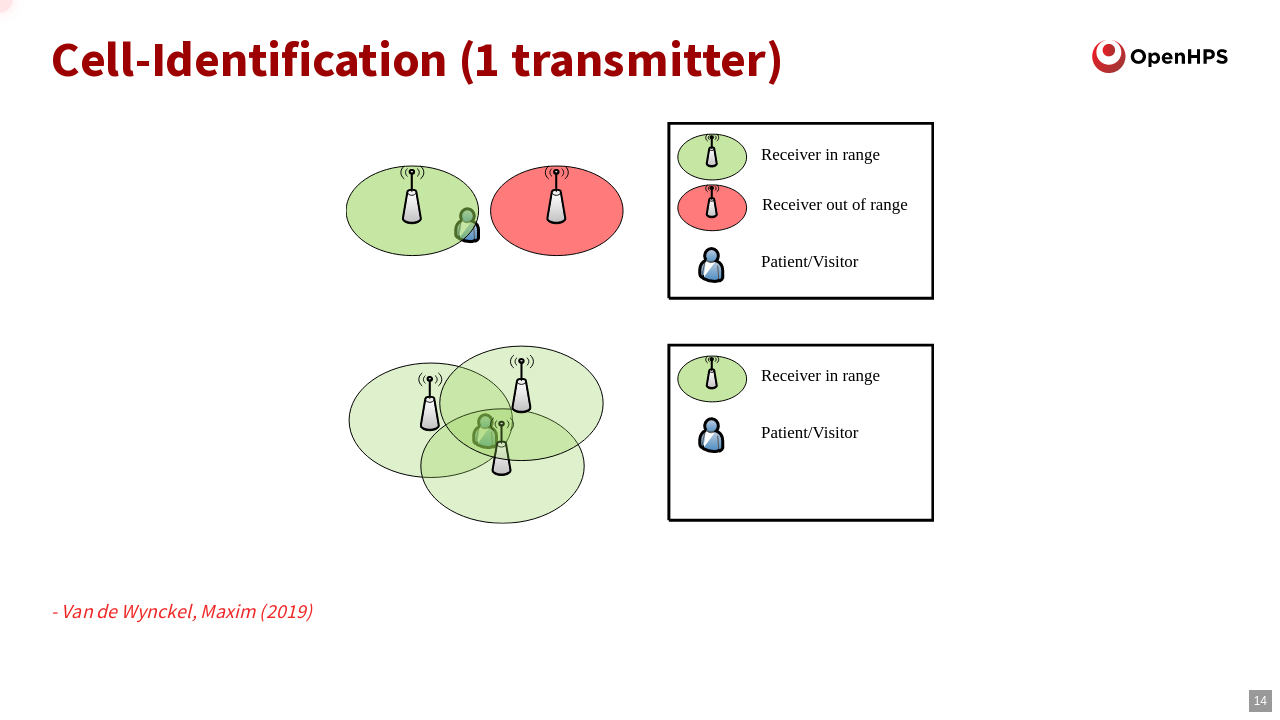 Cell-Identification (1 transmitter)
OpenHPS
Receiver in range
Receiver out of range
Patient/Visitor
Receiver in range
Patient/Visitor
- Van de Wynckel, Maxim (2019)
14